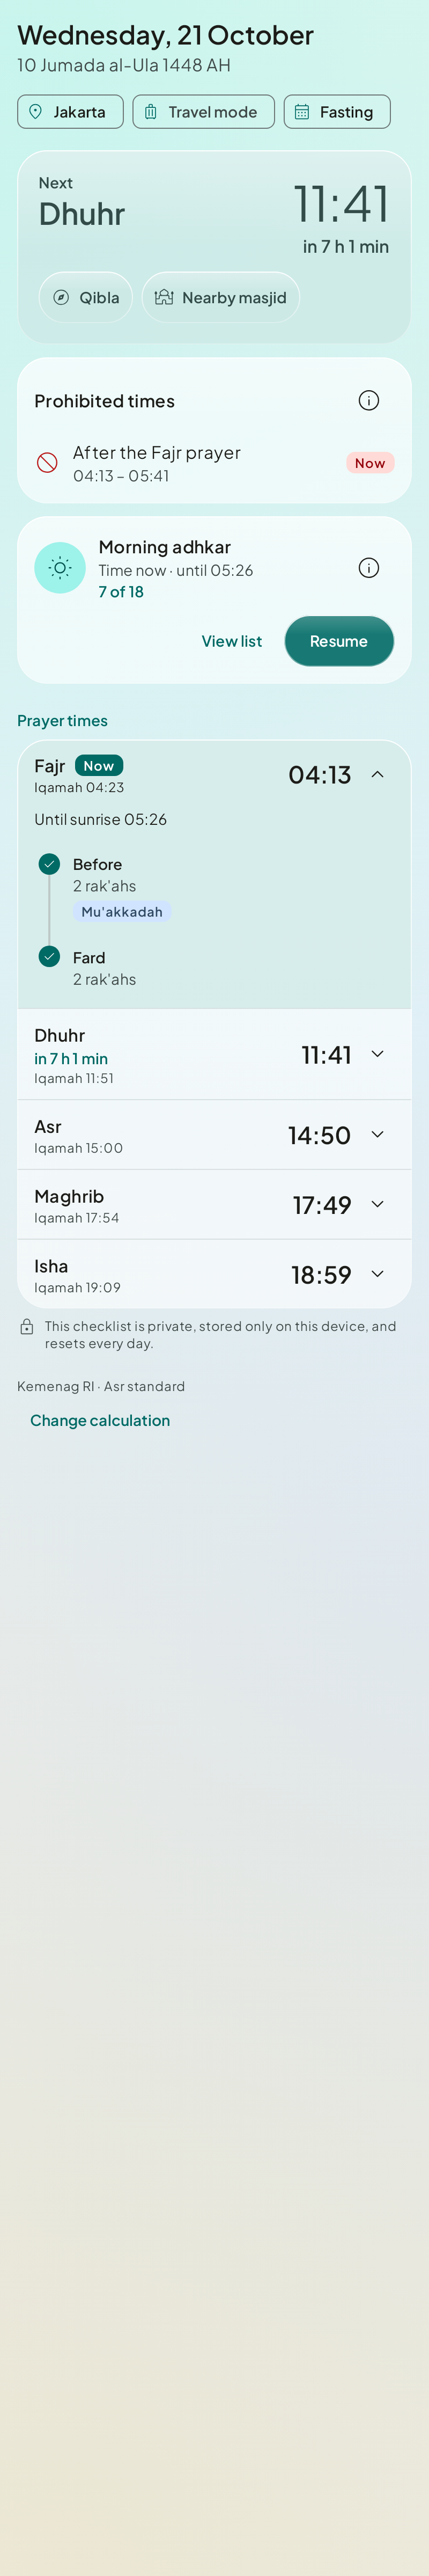 Wednesday, 21 October
10 Jumada al-Ula 1448 AH
Jakarta
Travel mode
Fasting
Next
Dhuhr
11:41
in 7 h 1 min
Qibla
Nearby masjid
Prohibited times
After the Fajr prayer
04:13 – 05:41
Now
Morning adhkar
Time now · until 05:26
7 of 18
View list
Resume
Prayer times
Fajr
Now
04:13
Iqamah 04:23
Until sunrise 05:26
Before
2 rak'ahs
Mu'akkadah
Fard
2 rak'ahs
Dhuhr
in 7 h 1 min
Iqamah 11:51
11:41
Asr
Iqamah 15:00
14:50
Maghrib
Iqamah 17:54
17:49
Isha
Iqamah 19:09
18:59
This checklist is private, stored only on this device, and
resets every day.
Kemenag RI · Asr standard
Change calculation